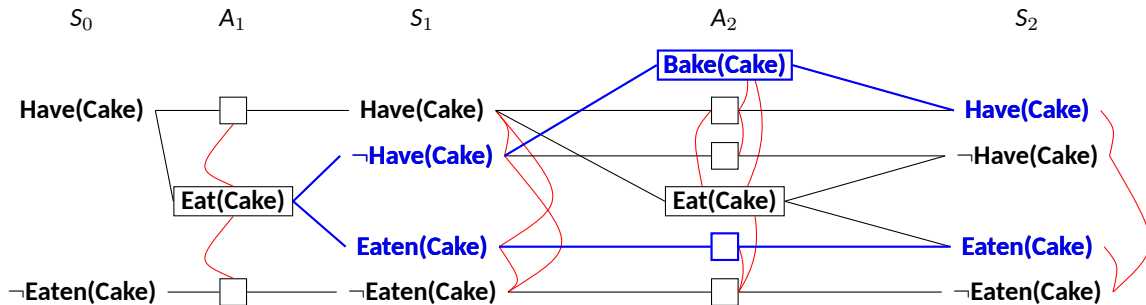 S₀ A₁ S₁ A₂ S₂
Bake(Cake)
Have(Cake) Have(Cake) Have(Cake)
¬Have(Cake) ¬Have(Cake)
Eat(Cake) Eat(Cake)
Eaten(Cake) Eaten(Cake)
¬Eaten(Cake) ¬Eaten(Cake) ¬Eaten(Cake)